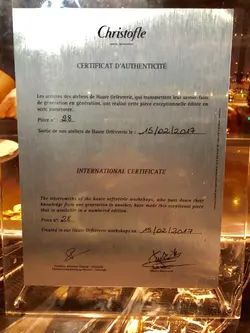 Christofle
CERTIFICAT D'AUTHENTICITÉ
Les artistes des ateliers de Haute Orfèvrerie, qui transmettent leur savoir-faire
de génération en génération, ont réalisé cette pièce exceptionnelle éditée en
série numérotée.
Pièce n° : 28
Sortie de nos ateliers de Haute Orfèvrerie le : 15/02/2017
INTERNATIONAL CERTIFICATE
The silversmiths of the haute orfèvrerie workshops, who pass down their
knowledge from one generation to another, have made this exceptional piece
that is available in a numbered edition.
Piece n° : 28
Created in our Haute Orfèvrerie workshops on : 15/02/2017